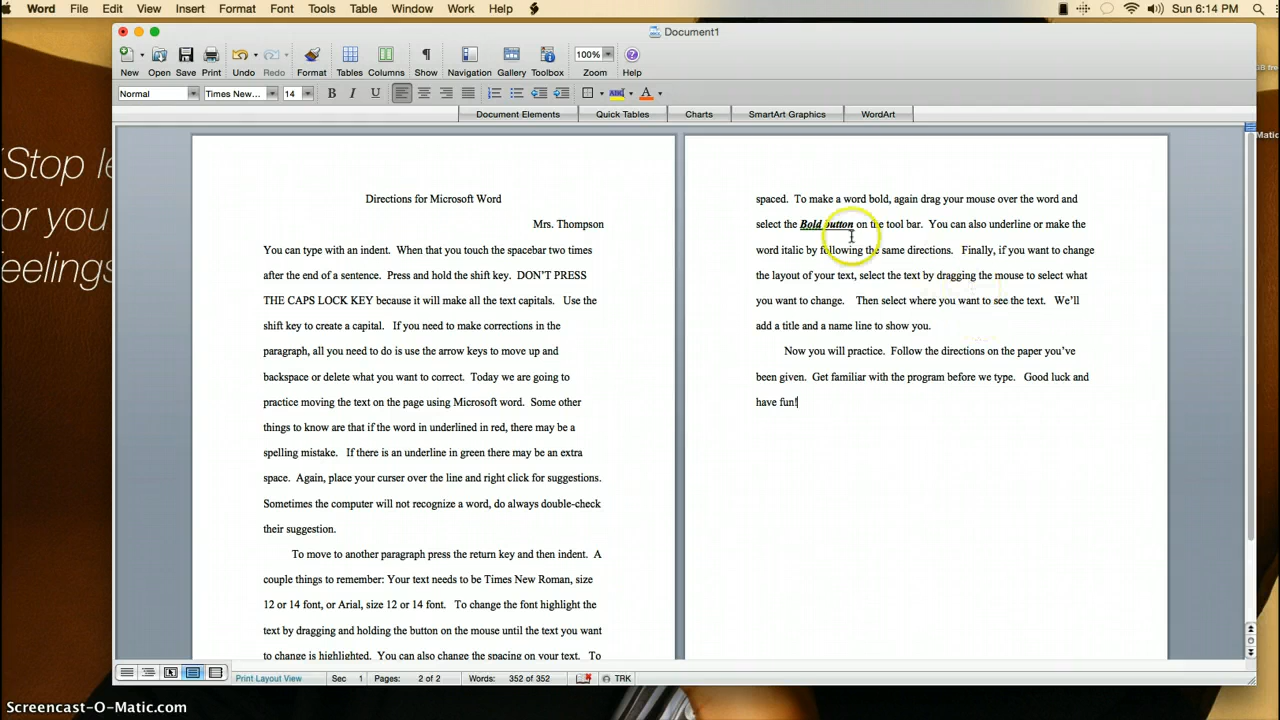 Word File Edit View Insert Format Font Tools Table Window Work Help Sun 6:14 PM
Document1
New Open Save Print Undo Redo Format Tables Columns Show Navigation Gallery Toolbox 100% Zoom Help
Normal Times New... 14 B I U ABC A
Document Elements Quick Tables Charts SmartArt Graphics WordArt
(Stop
or you
eelings
GB
Matic
Directions for Microsoft Word
Mrs. Thompson
You can type with an indent. When that you touch the spacebar two times
after the end of a sentence. Press and hold the shift key. DON'T PRESS
THE CAPS LOCK KEY because it will make all the text capitals. Use the
shift key to create a capital. If you need to make corrections in the
paragraph, all you need to do is use the arrow keys to move up and
backspace or delete what you want to correct. Today we are going to
practice moving the text on the page using Microsoft word. Some other
things to know are that if the word in underlined in red, there may be a
spelling mistake. If there is an underline in green there may be an extra
space. Again, place your curser over the line and right click for suggestions.
Sometimes the computer will not recognize a word, do always double-check
their suggestion.
To move to another paragraph press the return key and then indent. A
couple things to remember: Your text needs to be Times New Roman, size
12 or 14 font, or Arial, size 12 or 14 font. To change the font highlight the
text by dragging and holding the button on the mouse until the text you want
to change is highlighted. You can also change the spacing on your text. To
spaced. To make a word bold, again drag your mouse over the word and
select the Bold button on the tool bar. You can also underline or make the
word italic by following the same directions. Finally, if you want to change
the layout of your text, select the text by dragging the mouse to select what
you want to change. Then select where you want to see the text. We'll
add a title and a name line to show you.
Now you will practice. Follow the directions on the paper you've
been given. Get familiar with the program before we type. Good luck and
have fun!
Print Layout View Sec 1 Pages: 2 of 2 Words: 352 of 352 TRK
Screencast-O-Matic.com